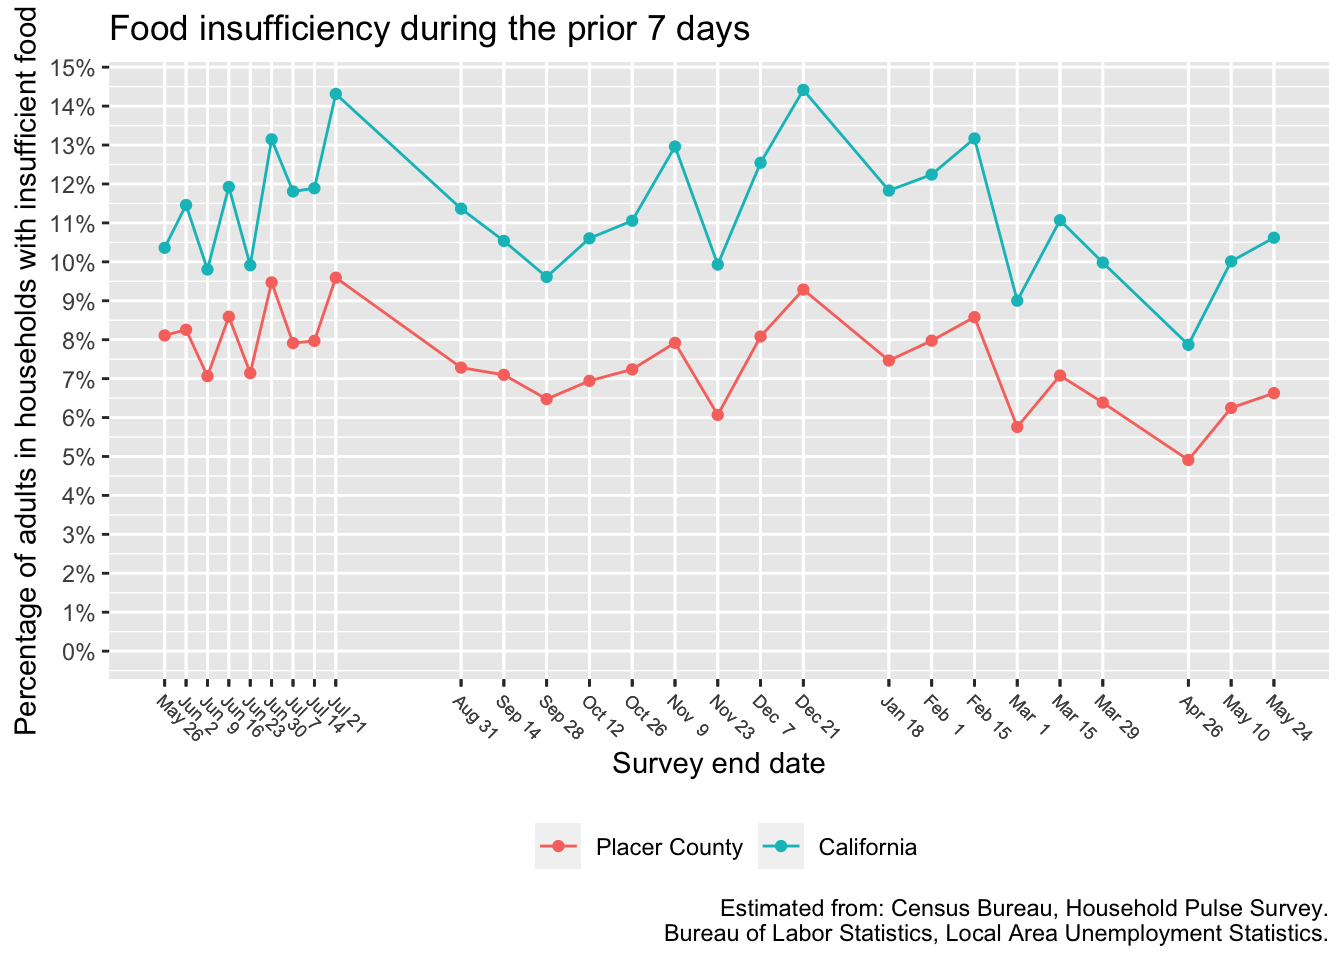 Food insufficiency during the prior 7 days
Percentage of adults in households with insufficient food
15%
14%
13%
12%
11%
10%
9%
8%
7%
6%
5%
4%
3%
2%
1%
0%
May 26
Jun 2
Jun 9
Jun 16
Jun 23
Jun 30
Jul 7
Jul 14
Jul 21
Aug 31
Sep 14
Sep 28
Oct 12
Oct 26
Nov 9
Nov 23
Dec 7
Dec 21
Jan 18
Feb 1
Feb 15
Mar 1
Mar 15
Mar 29
Apr 26
May 10
May 24
Survey end date
Placer County
California
Estimated from: Census Bureau, Household Pulse Survey.
Bureau of Labor Statistics, Local Area Unemployment Statistics.